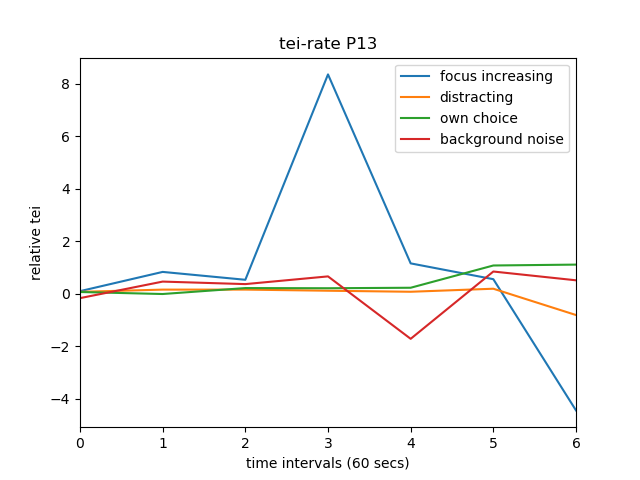 tei-rate P13
focus increasing
distracting
own choice
background noise
relative tei
8
6
4
2
0
−2
−4
0 1 2 3 4 5 6
time intervals (60 secs)